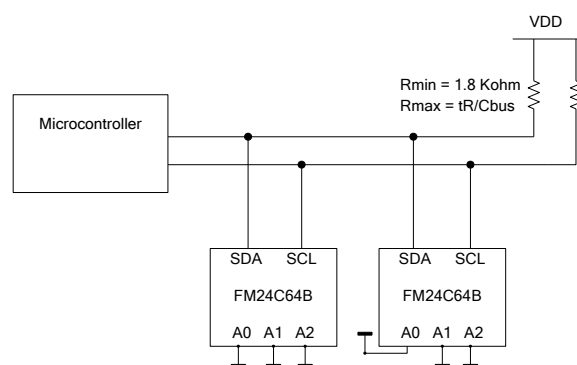 VDD
Rmin = 1.8 Kohm
Rmax = tR/Cbus
Microcontroller
SDA SCL
FM24C64B
A0 A1 A2
SDA SCL
FM24C64B
A0 A1 A2